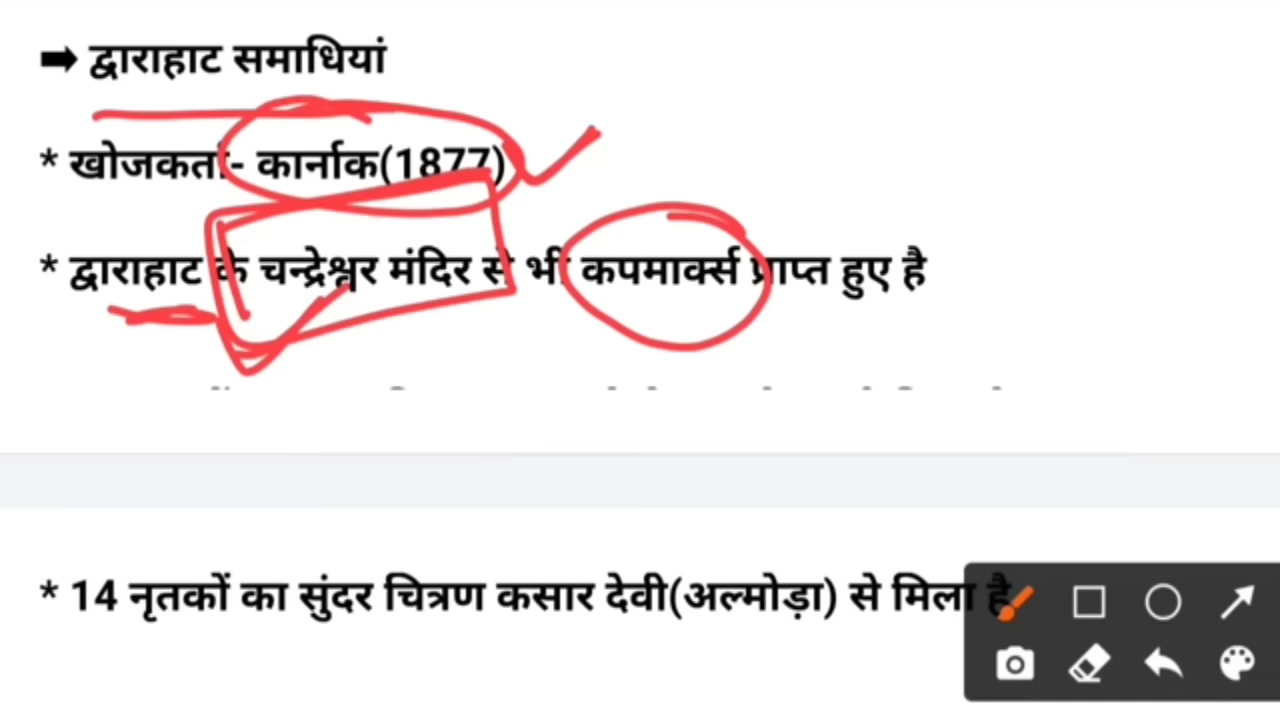 ➡ द्वाराहाट समाधियां
* खोजकर्ता- कार्नाक(1877)
* द्वाराहाट के चन्द्रेश्वर मंदिर से भी कपमार्क्स प्राप्त हुए है
* 14 नृतकों का सुंदर चित्रण कसार देवी(अल्मोड़ा) से मिला है